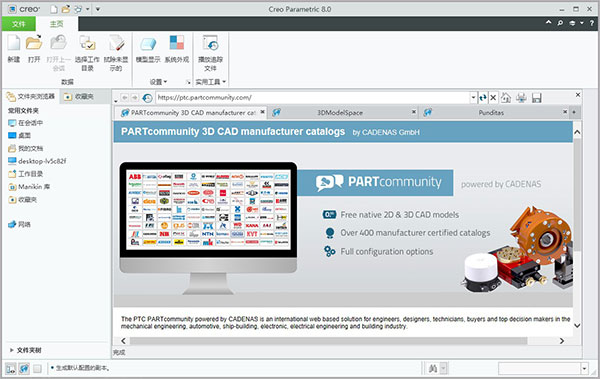 creo
Creo Parametric 8.0
文件
主页
新建
打开
打开上一会话
选择工作目录
拭除未显示的
模型显示
系统外观
播放追踪文件
数据
设置
实用工具
文件夹浏览器
收藏夹
https://ptc.partcommunity.com/
常用文件夹
PARTcommunity 3D CAD manufacturer cat
3DModelSpace
Punditas
在会话中
桌面
我的文档
desktop-lv5c82f
工作目录
Manikin 库
收藏夹
网络
PARTcommunity 3D CAD manufacturer catalogs by CADENAS GmbH
PARTcommunity
powered by CADENAS
Free native 2D & 3D CAD models
Over 400 manufacturer certified catalogs
Full configuration options
ABB
NTN
The PTC PARTcommunity powered by CADENAS is an international web based solution for engineers, designers, technicians, buyers and top decision makers in the
mechanical engineering, automotive, ship-building, electronic, electrical engineering and building industry.
文件夹树
完成
• 生成默认配置的副本。